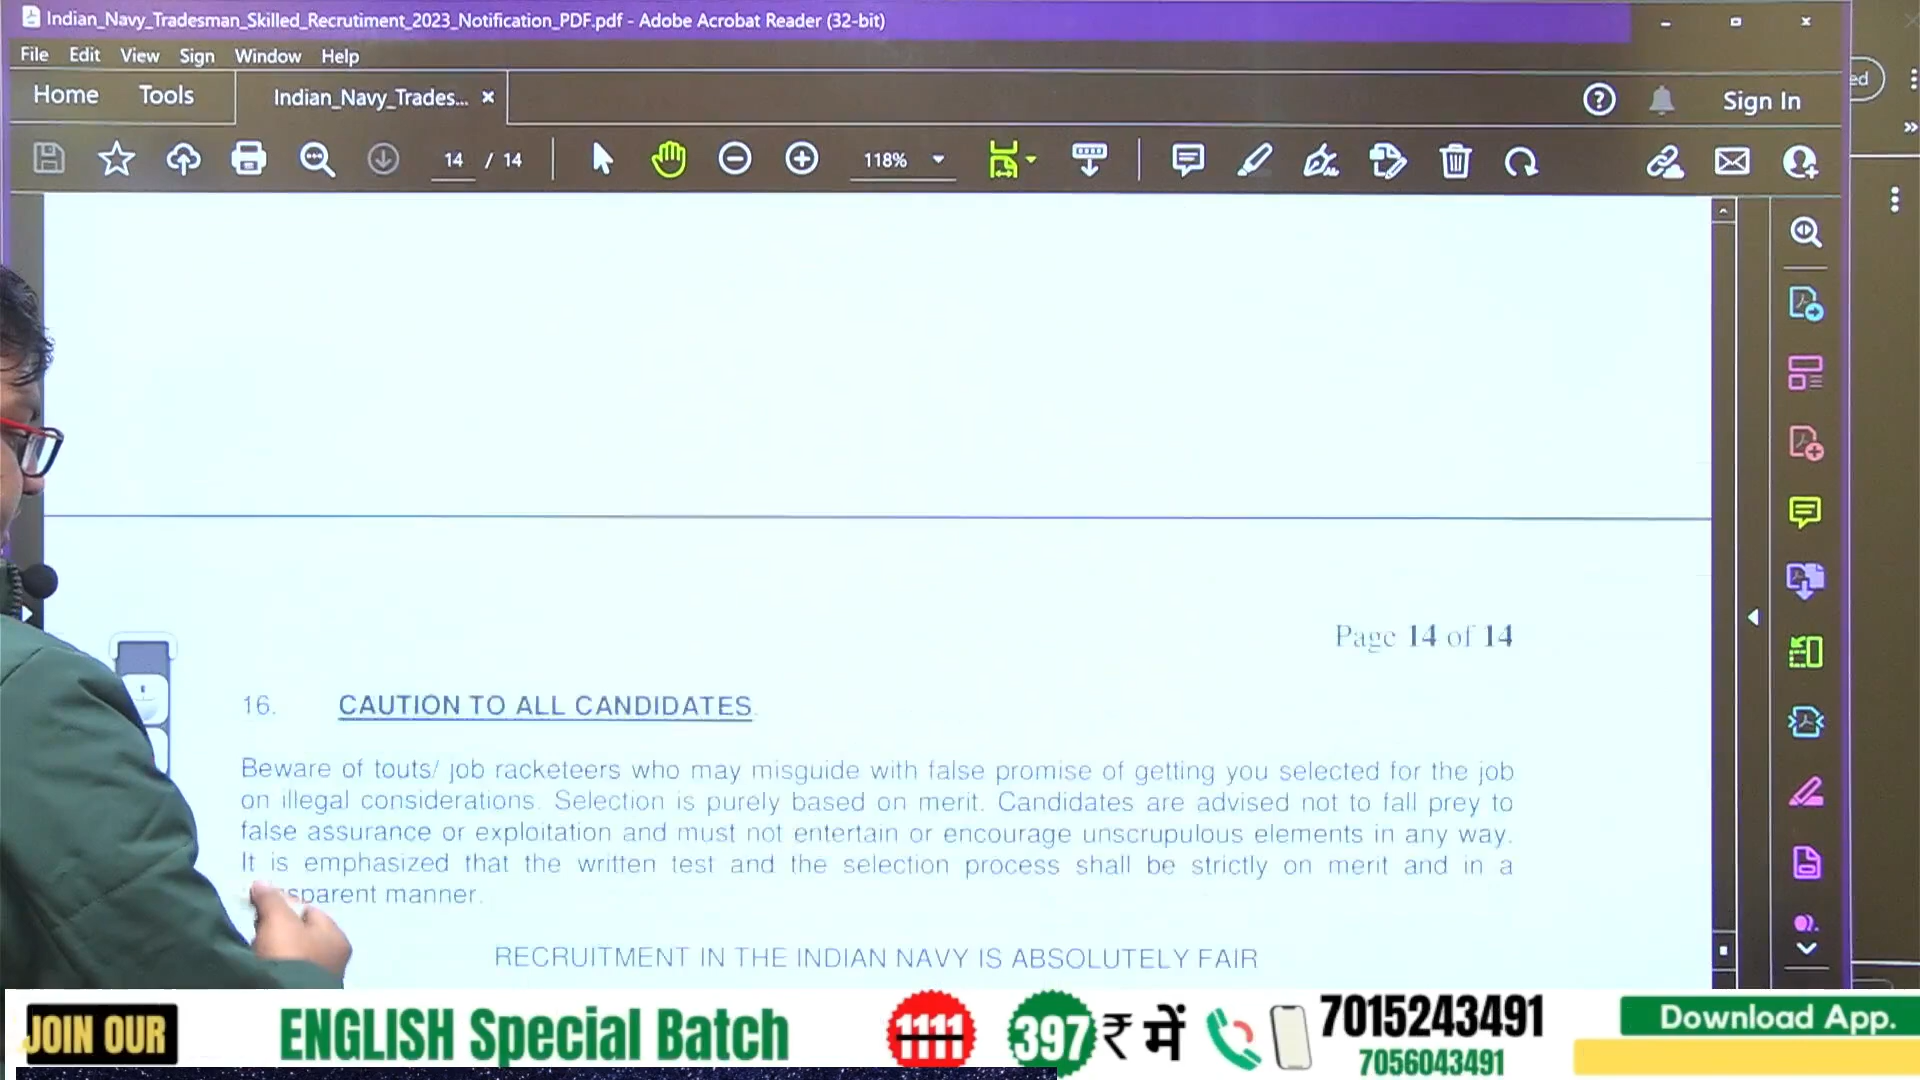 Indian_Navy_Tradesman_Skilled_Recrutiment_2023_Notification_PDF.pdf - Adobe Acrobat Reader (32-bit)
File Edit View Sign Window Help
Home Tools Indian_Navy_Trades... Sign In
14 / 14 118%
Page 14 of 14
16. CAUTION TO ALL CANDIDATES.
Beware of touts/ job racketeers who may misguide with false promise of getting you selected for the job
on illegal considerations. Selection is purely based on merit. Candidates are advised not to fall prey to
false assurance or exploitation and must not entertain or encourage unscrupulous elements in any way.
It is emphasized that the written test and the selection process shall be strictly on merit and in a
sparent manner.
RECRUITMENT IN THE INDIAN NAVY IS ABSOLUTELY FAIR
JOIN OUR ENGLISH Special Batch 1111 397 ₹ में 7015243491
7056043491
Download App.